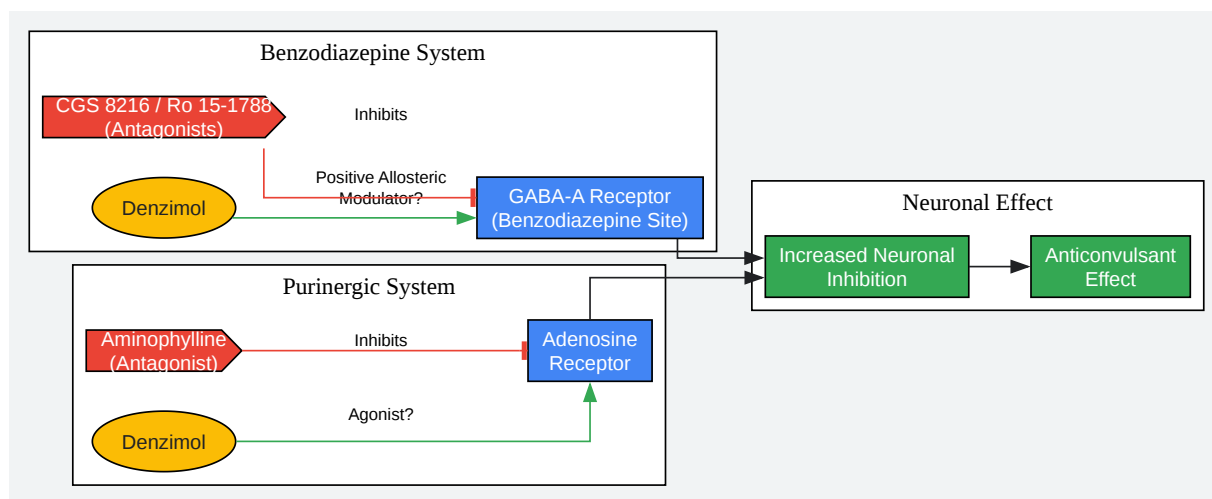 Benzodiazepine System
CGS 8216 / Ro 15-1788
(Antagonists)
Inhibits
Positive Allosteric
Modulator?
Denzimol
GABA-A Receptor
(Benzodiazepine Site)
Neuronal Effect
Increased Neuronal
Inhibition
Anticonvulsant
Effect
Purinergic System
Aminophylline
(Antagonist)
Inhibits
Adenosine
Receptor
Agonist?
Denzimol